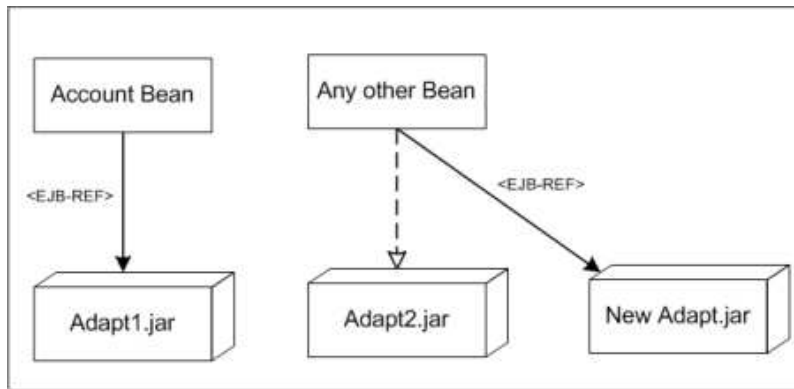 Account Bean
Any other Bean
<EJB-REF>
<EJB-REF>
Adapt1.jar
Adapt2.jar
New Adapt.jar